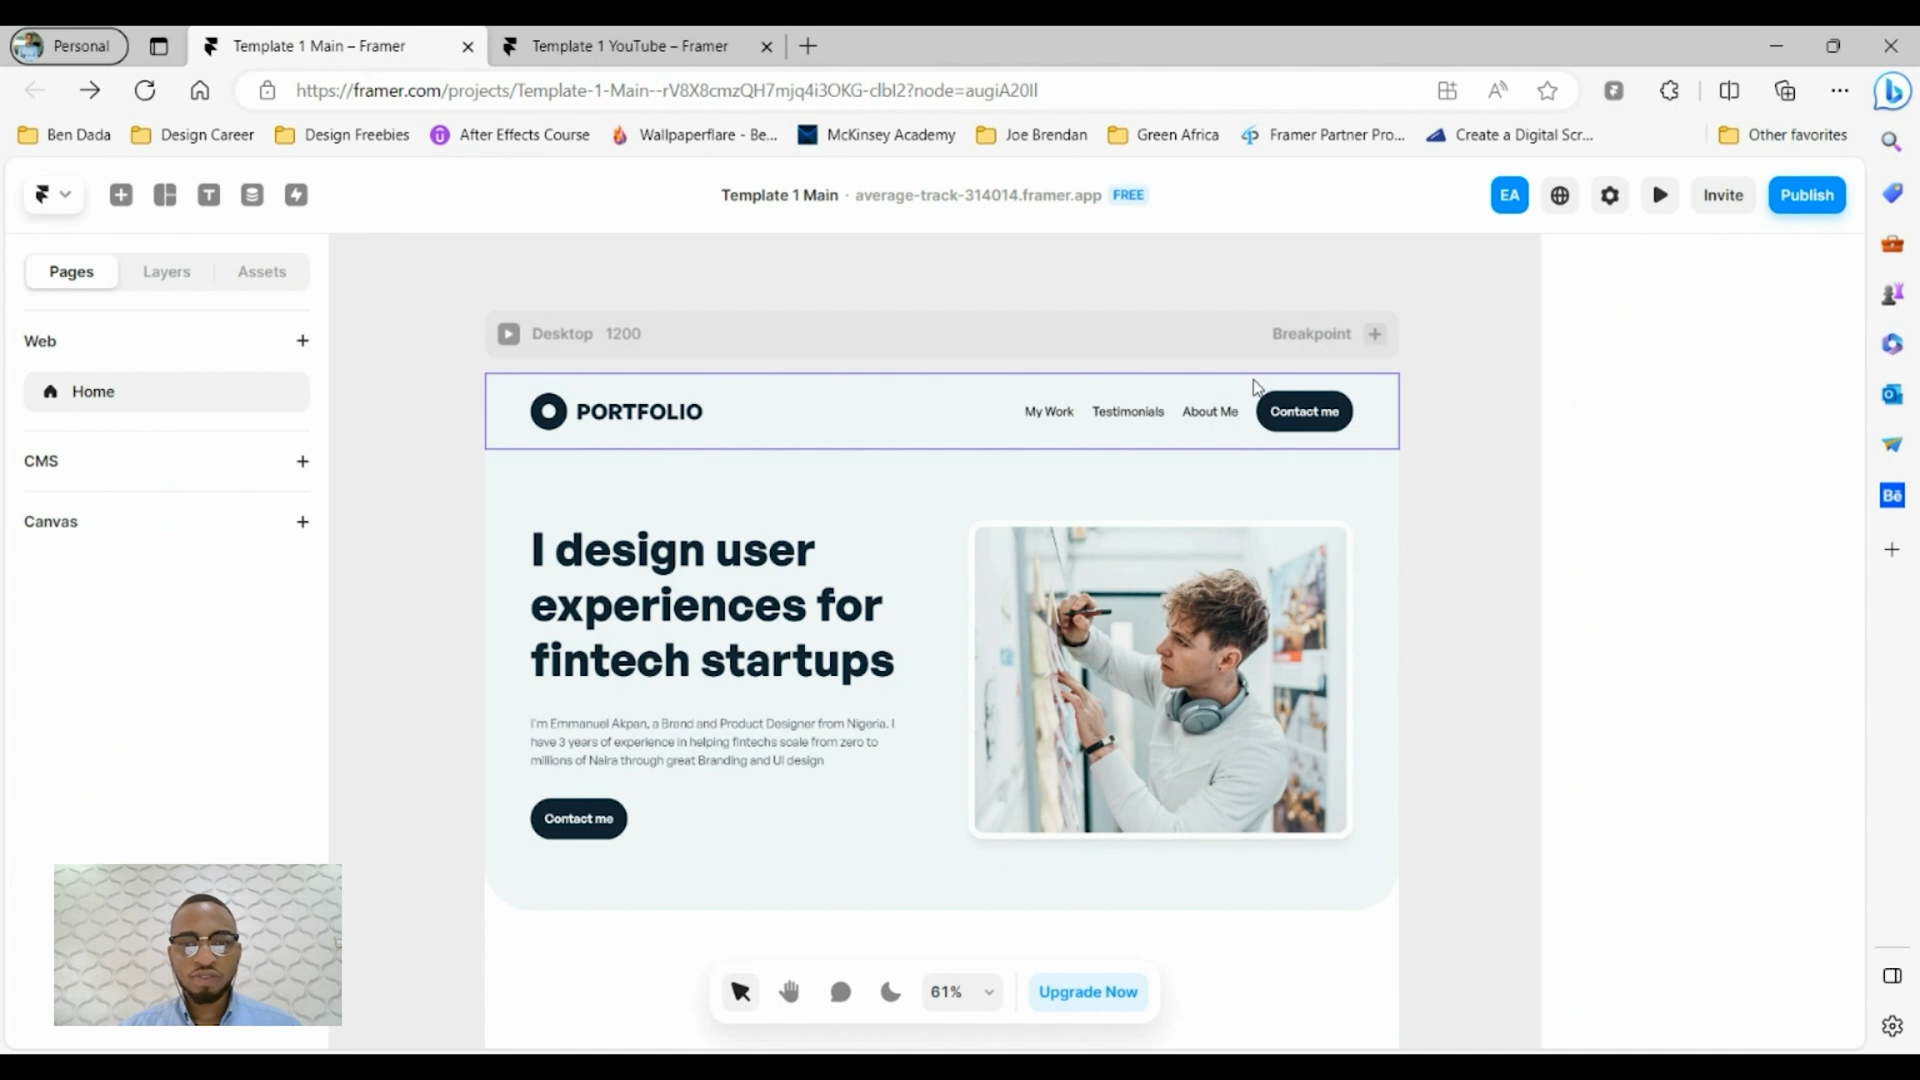 Personal
Template 1 Main – Framer
Template 1 YouTube – Framer
https://framer.com/projects/Template-1-Main--rV8X8cmzQH7mjq4i3OKG-clbI2?node=augiA20Il
Ben Dada
Design Career
Design Freebies
After Effects Course
Wallpaperflare - Be...
McKinsey Academy
Joe Brendan
Green Africa
Framer Partner Pro...
Create a Digital Scr...
Other favorites
Template 1 Main · average-track-314014.framer.app FREE
EA
Invite
Publish
Pages
Layers
Assets
Web
Home
CMS
Canvas
Desktop 1200
Breakpoint
PORTFOLIO
My Work
Testimonials
About Me
Contact me
I design user
experiences for
fintech startups
I'm Emmanuel Akpan, a Brand and Product Designer from Nigeria. I
have 3 years of experience in helping fintechs scale from zero to
millions of Naira through great Branding and UI design
Contact me
61%
Upgrade Now
Bē